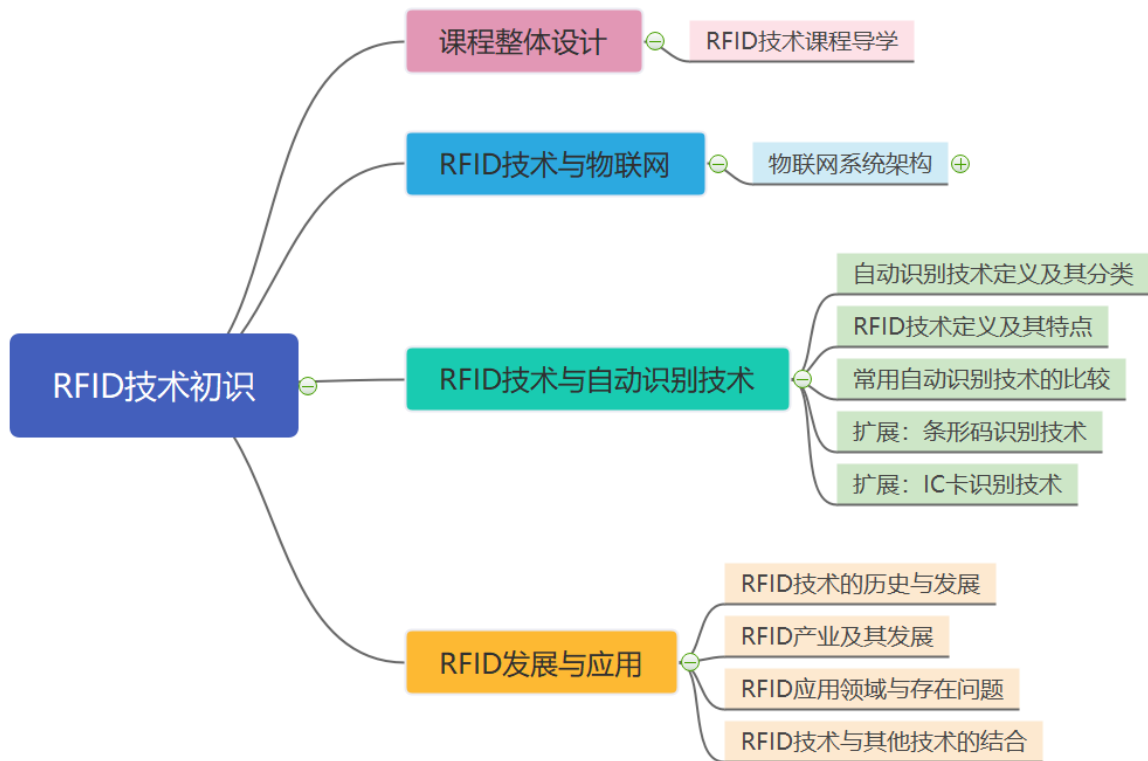 课程整体设计
RFID技术课程导学
RFID技术与物联网
物联网系统架构
RFID技术初识
RFID技术与自动识别技术
自动识别技术定义及其分类
RFID技术定义及其特点
常用自动识别技术的比较
扩展：条形码识别技术
扩展：IC卡识别技术
RFID发展与应用
RFID技术的历史与发展
RFID产业及其发展
RFID应用领域与存在问题
RFID技术与其他技术的结合